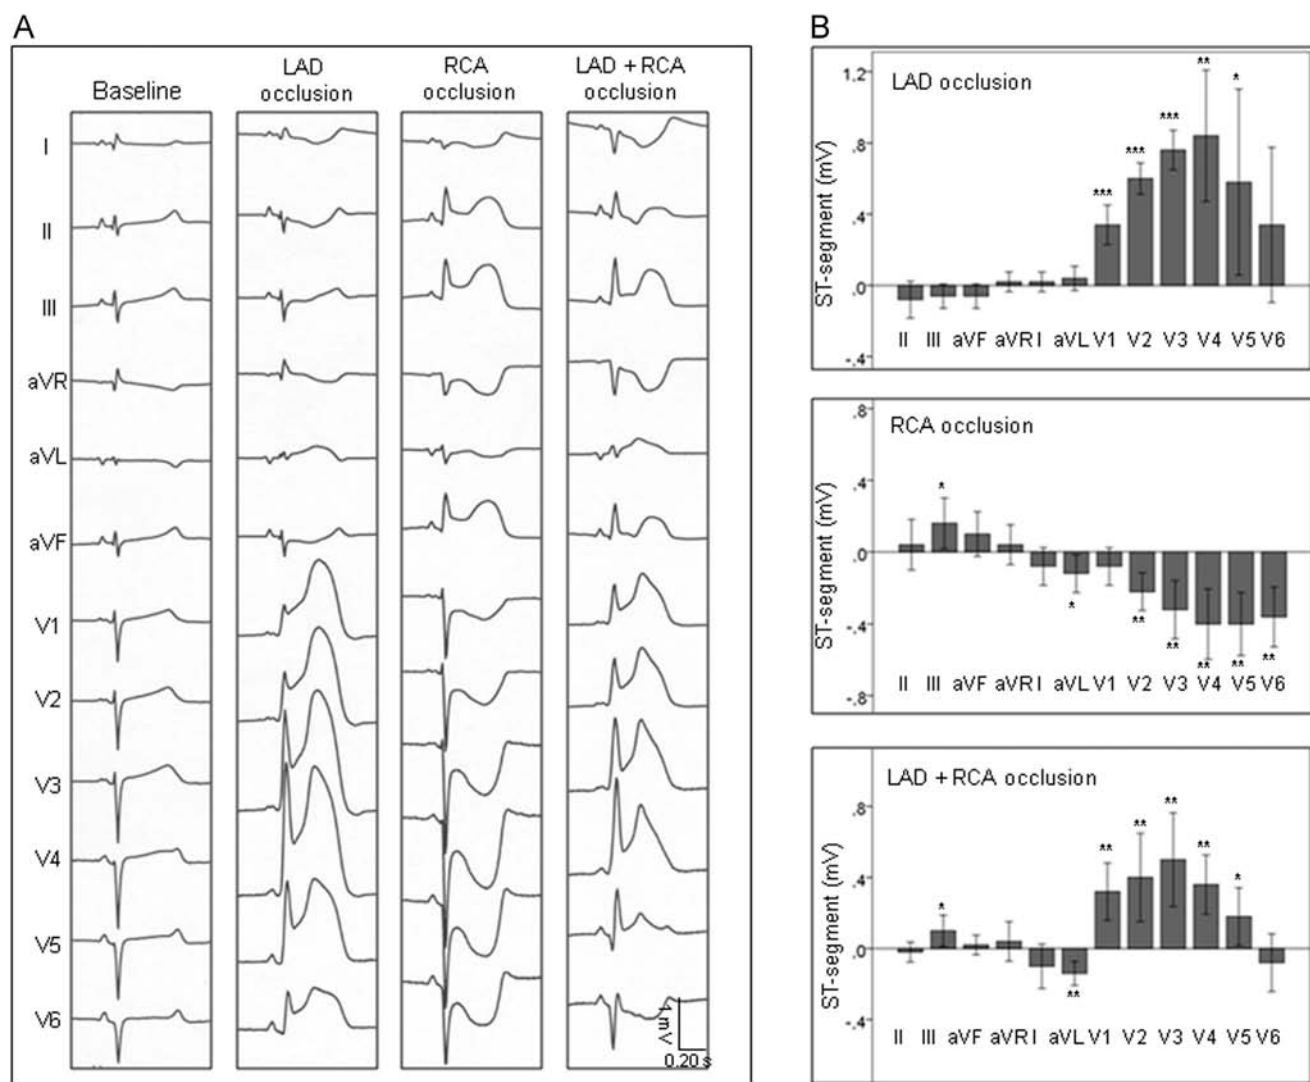 A
Baseline
LAD
occlusion
RCA
occlusion
LAD + RCA
occlusion
I
II
III
aVR
aVL
aVF
V1
V2
V3
V4
V5
V6
1 mV
0.20 s
B
LAD occlusion
ST-segment (mV)
1,2
,8
,4
,0
-,4
*** *** *** ** *
II III aVF aVR I aVL V1 V2 V3 V4 V5 V6
RCA occlusion
ST-segment (mV)
,8
,4
,0
-,4
-,8
* * ** ** ** ** **
II III aVF aVR I aVL V1 V2 V3 V4 V5 V6
LAD + RCA occlusion
ST-segment (mV)
,8
,4
,0
-,4
* ** ** ** ** ** *
II III aVF aVR I aVL V1 V2 V3 V4 V5 V6